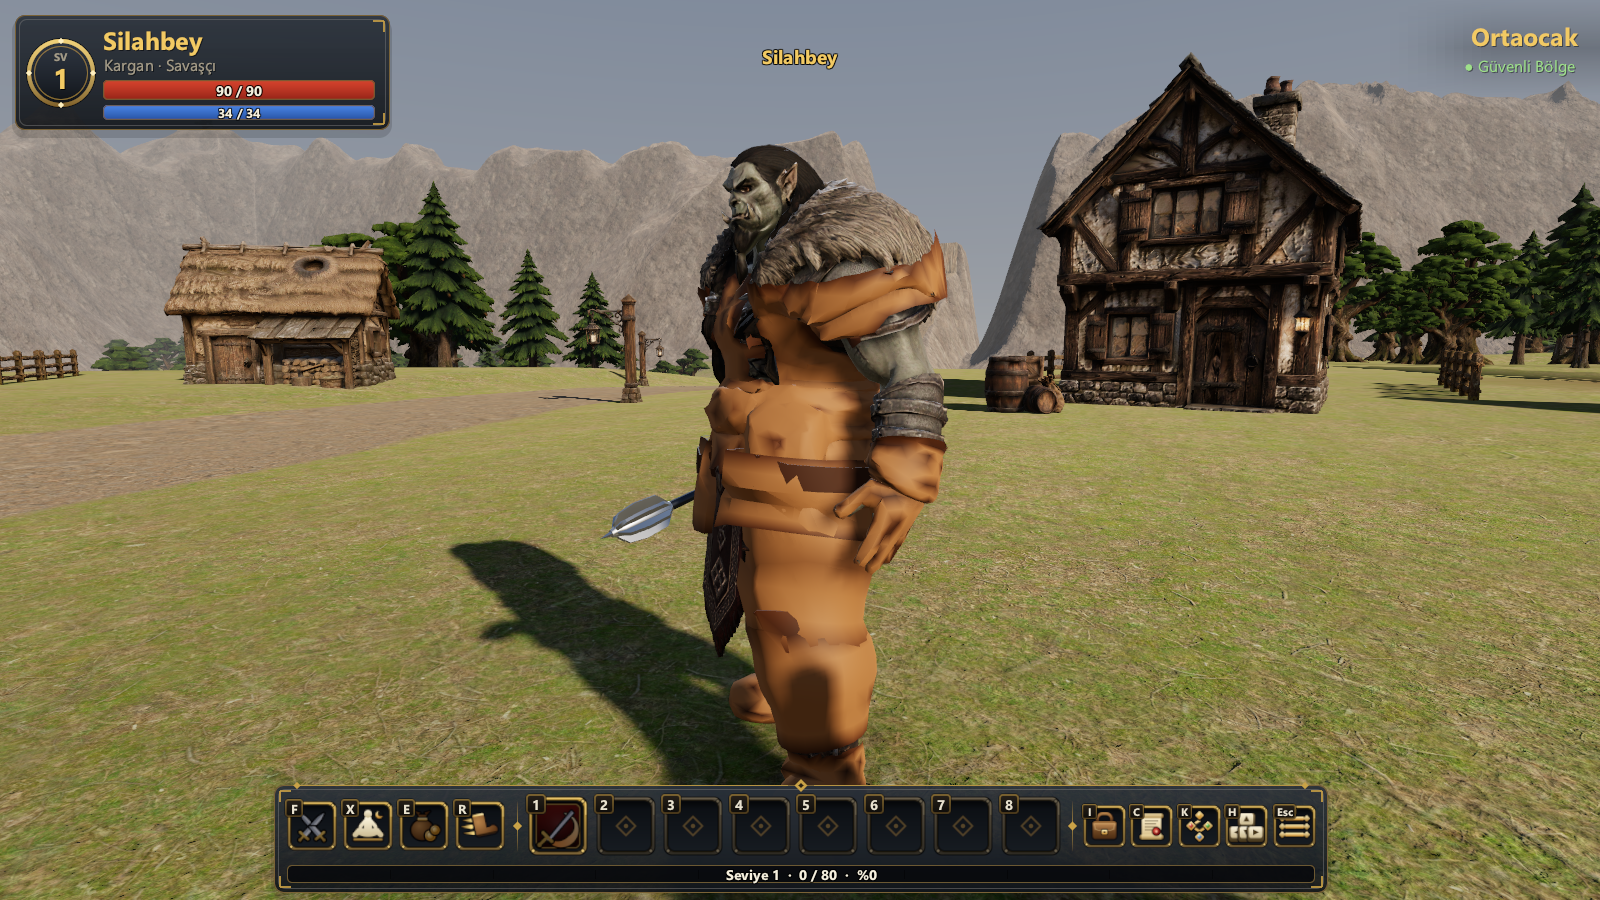 SV
1
Silahbey
Kargan · Savaşçı
90 / 90
34 / 34
Silahbey
Ortaocak
Güvenli Bölge
F X E R 1 2 3 4 5 6 7 8 I C K H Esc
H A F D
Seviye 1 · 0 / 80 · %0